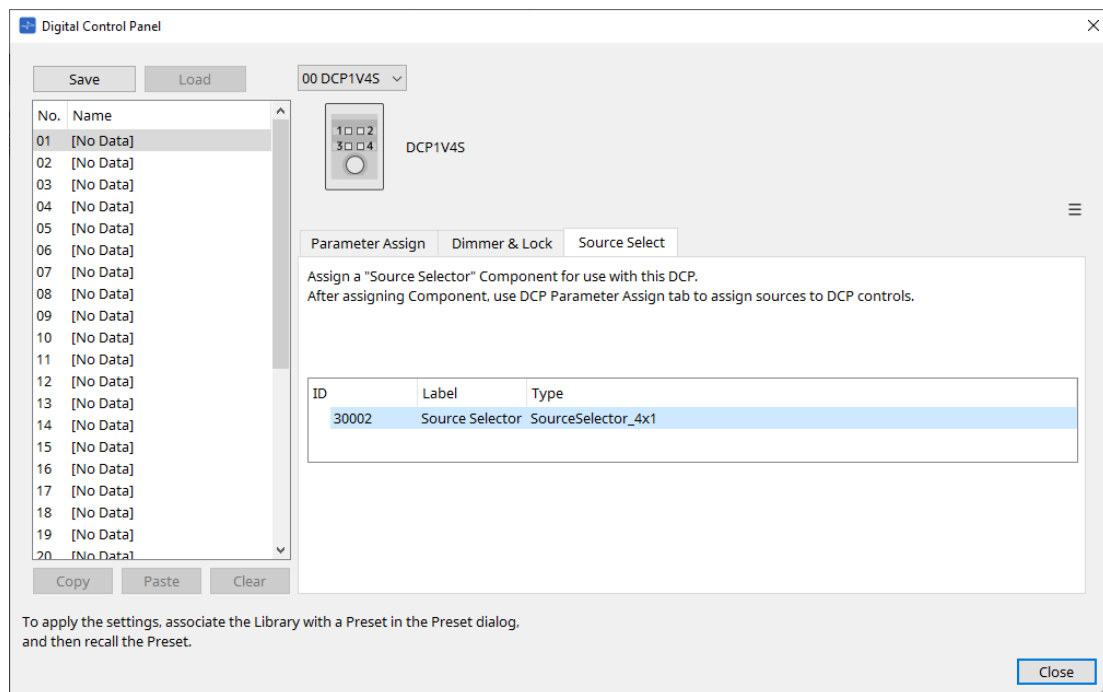 Digital Control Panel
Save Load
00 DCP1V4S
No. Name
01 [No Data]
02 [No Data]
03 [No Data]
04 [No Data]
05 [No Data]
06 [No Data]
07 [No Data]
08 [No Data]
09 [No Data]
10 [No Data]
11 [No Data]
12 [No Data]
13 [No Data]
14 [No Data]
15 [No Data]
16 [No Data]
17 [No Data]
18 [No Data]
19 [No Data]
20 [No Data]
Copy Paste Clear
1 2
3 4
DCP1V4S
Parameter Assign Dimmer & Lock Source Select
Assign a "Source Selector" Component for use with this DCP.
After assigning Component, use DCP Parameter Assign tab to assign sources to DCP controls.
ID Label Type
30002 Source Selector SourceSelector_4x1
To apply the settings, associate the Library with a Preset in the Preset dialog,
and then recall the Preset.
Close